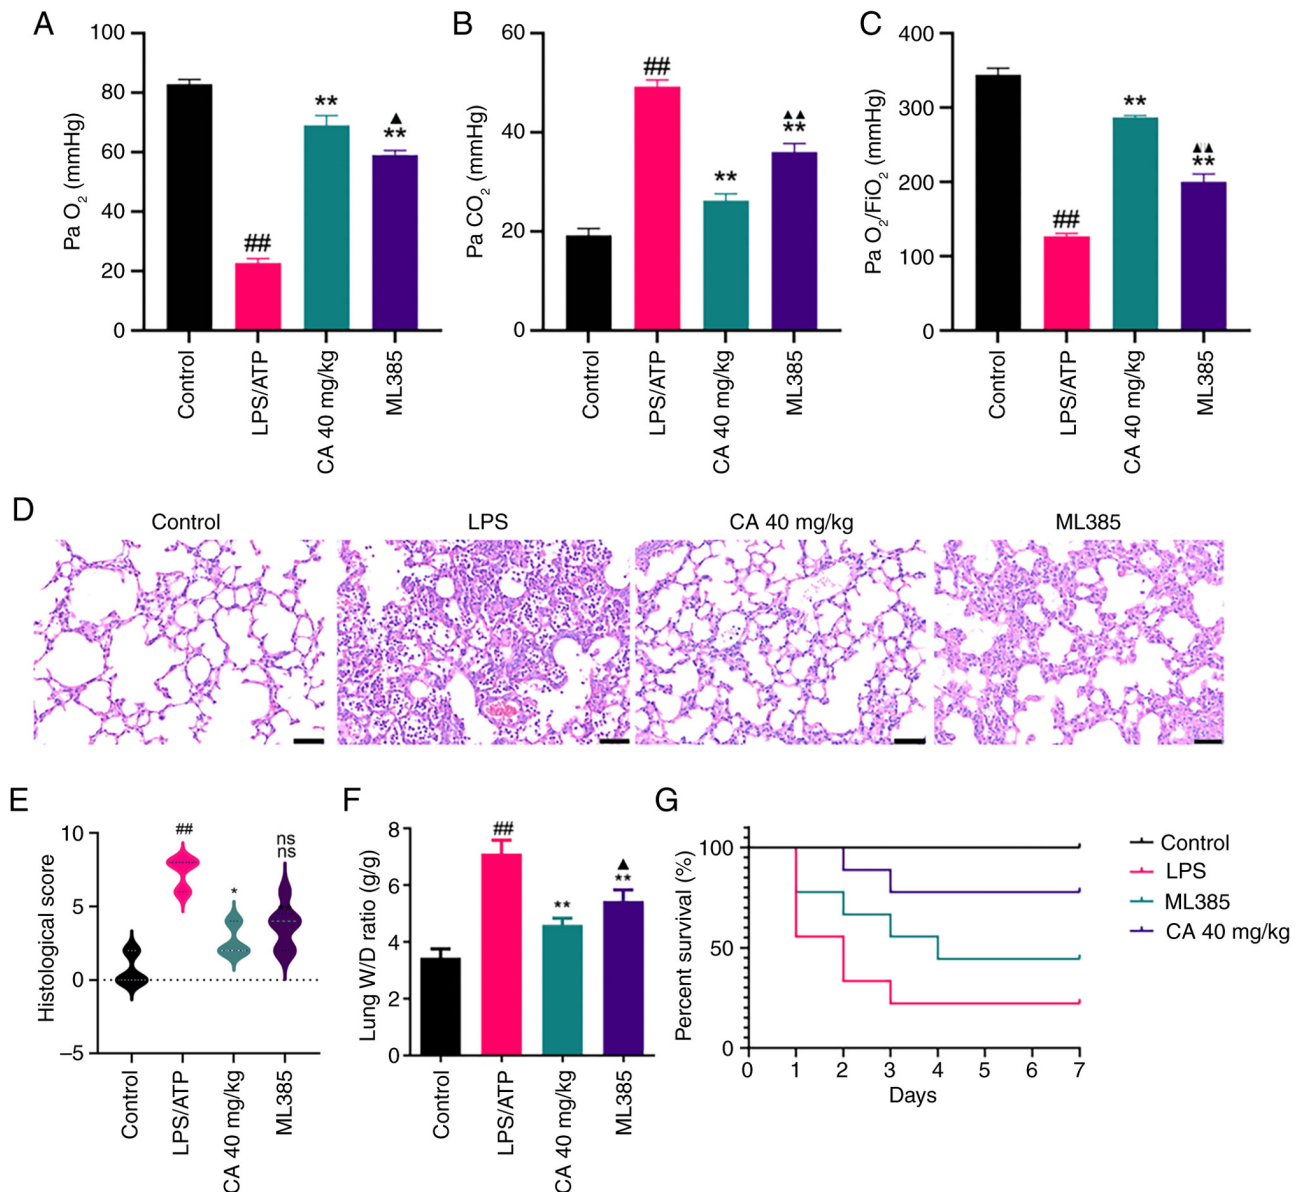 A
Pa O2 (mmHg)
100
80
60
40
20
0
##
**
▲
**
Control
LPS/ATP
CA 40 mg/kg
ML385
B
Pa CO2 (mmHg)
60
40
20
0
##
**
▲▲
**
Control
LPS/ATP
CA 40 mg/kg
ML385
C
Pa O2/FiO2 (mmHg)
400
300
200
100
0
##
**
▲▲
**
Control
LPS/ATP
CA 40 mg/kg
ML385
D
Control
LPS
CA 40 mg/kg
ML385
E
Histological score
10
5
0
–5
##
*
ns
ns
Control
LPS/ATP
CA 40 mg/kg
ML385
F
Lung W/D ratio (g/g)
8
6
4
2
0
##
**
▲
**
Control
LPS/ATP
CA 40 mg/kg
ML385
G
Percent survival (%)
100
50
0
0 1 2 3 4 5 6 7
Days
Control
LPS
ML385
CA 40 mg/kg